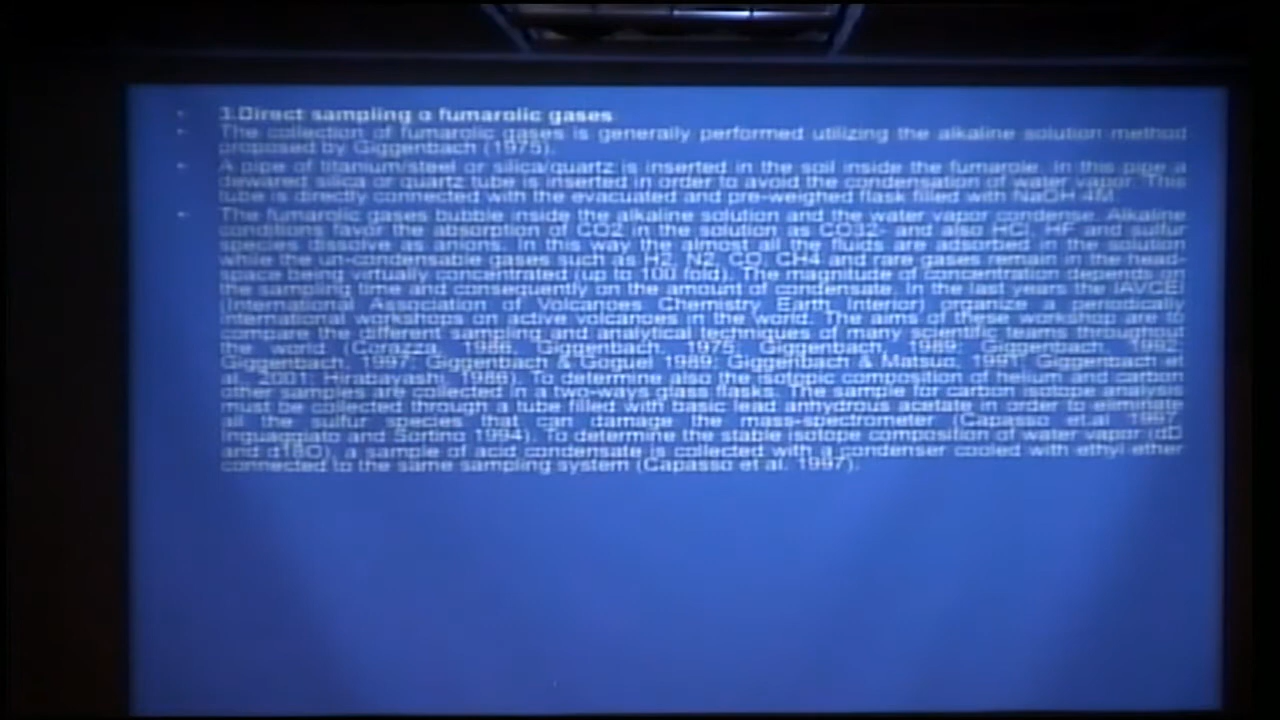 3.Direct sampling o fumarolic gases
The collection of fumarolic gases is generally performed utilizing the alkaline solution method
proposed by Giggenbach (1975).
A pipe of titanium/steel or silica/quartz is inserted in the soil inside the fumarole. In this pipe a
dewared silica or quartz tube is inserted in order to avoid the condensation of water vapor. This
tube is directly connected with the evacuated and pre-weighed flask filled with NaOH 4M.
The fumarolic gases bubble inside the alkaline solution and the water vapor condense. Alkaline
conditions favor the absorption of CO2 in the solution as CO32- and also HCl, HF and sulfur
species dissolve as anions. In this way the almost all the fluids are adsorbed in the solution
while the un-condensable gases such as H2, N2, CO, CH4 and rare gases remain in the head-
space being virtually concentrated (up to 100 fold). The magnitude of concentration depends on
the sampling time and consequently on the amount of condensate. In the last years the IAVCEI
(International Association of Volcanoes Chemistry Earth Interior) organize a periodically
international workshops on active volcanoes in the world. The aims of these workshop are to
compare the different sampling and analytical techniques of many scientific teams throughout
the world. Giggenbach, 1975; Giggenbach, 1989; Giggenbach, 1992;
Giggenbach, 1997; Giggenbach & Goguel 1989; Giggenbach & Matsuo, 1991; Giggenbach et
al., 2001; Hirabayashi, 1986). To determine also the isotopic composition of helium and carbon
other samples are collected in a two-ways glass flasks. The sample for carbon isotope analysis
must be collected through a tube filled with basic lead anhydrous acetate in order to eliminate
all the sulfur species that can damage the mass-spectrometer (Capasso et.al 1997,
Inguaggiato and Sortino 1994). To determine the stable isotope composition of water vapor (dD
and d18O), a sample of acid condensate is collected with a condenser cooled with ethyl ether
connected to the same sampling system (Capasso et al. 1997).